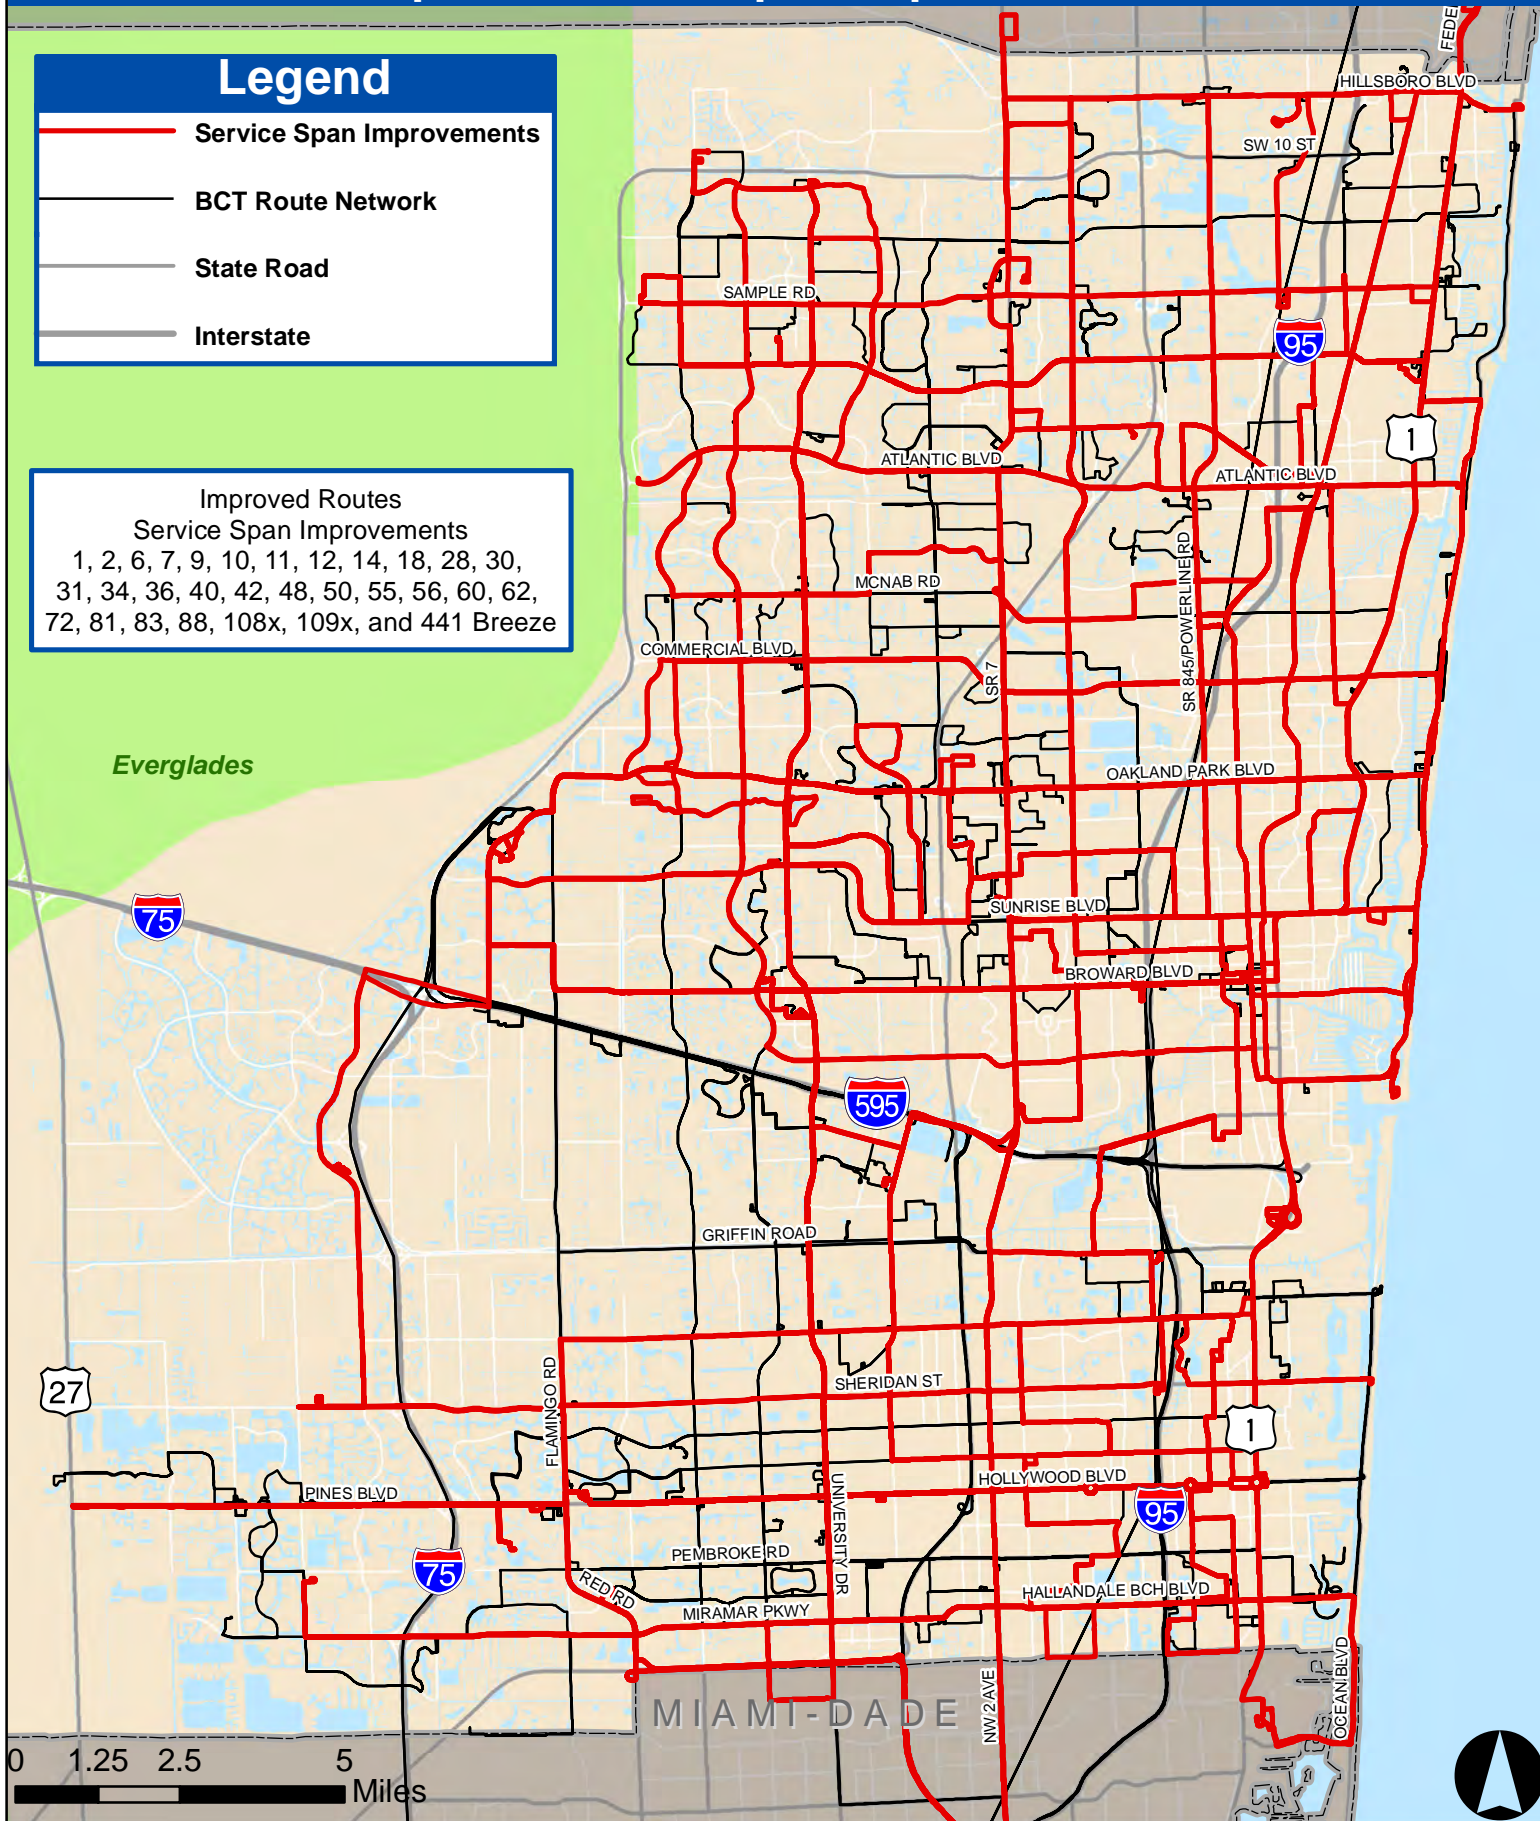 Legend
Service Span Improvements
BCT Route Network
State Road
Interstate
Improved Routes
Service Span Improvements
1, 2, 6, 7, 9, 10, 11, 12, 14, 18, 28, 30,
31, 34, 36, 40, 42, 48, 50, 55, 56, 60, 62,
72, 81, 83, 88, 108x, 109x, and 441 Breeze
HILLSBORO BLVD
SW 10 ST
SAMPLE RD
95
1
ATLANTIC BLVD
ATLANTIC BLVD
SR 845/POWERLINE RD
MCNAB RD
COMMERCIAL BLVD
SR 7
Everglades
OAKLAND PARK BLVD
75
SUNRISE BLVD
BROWARD BLVD
595
GRIFFIN ROAD
27
FLAMINGO RD
SHERIDAN ST
1
HOLLYWOOD BLVD
PINES BLVD
UNIVERSITY DR
95
75
PEMBROKE RD
RED RD
HALLANDALE BCH BLVD
MIRAMAR PKWY
NW 2 AVE
OCEAN BLVD
MIAMI-DADE
0 1.25 2.5 5
Miles